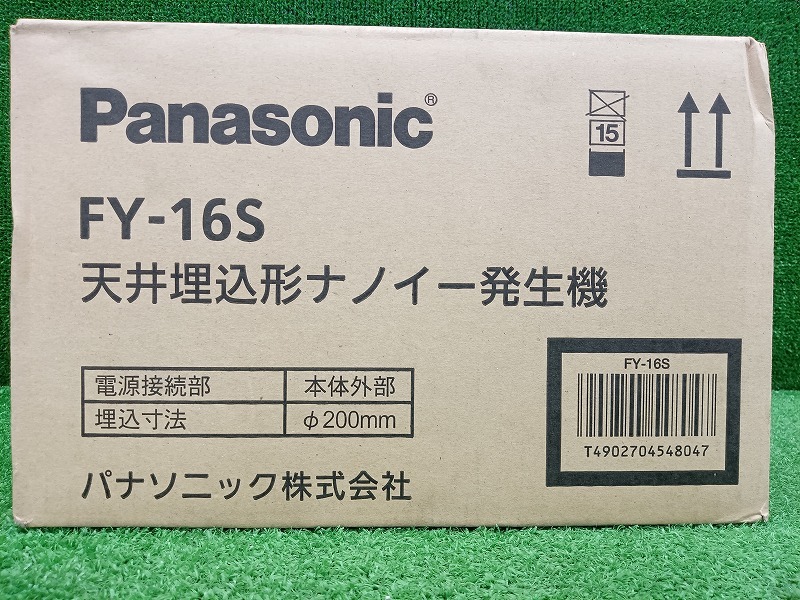 Panasonic®
15
FY-16S
天井埋込形ナノイー発生機
電源接続部 本体外部
埋込寸法 φ200mm
FY-16S
T4902704548047
パナソニック株式会社